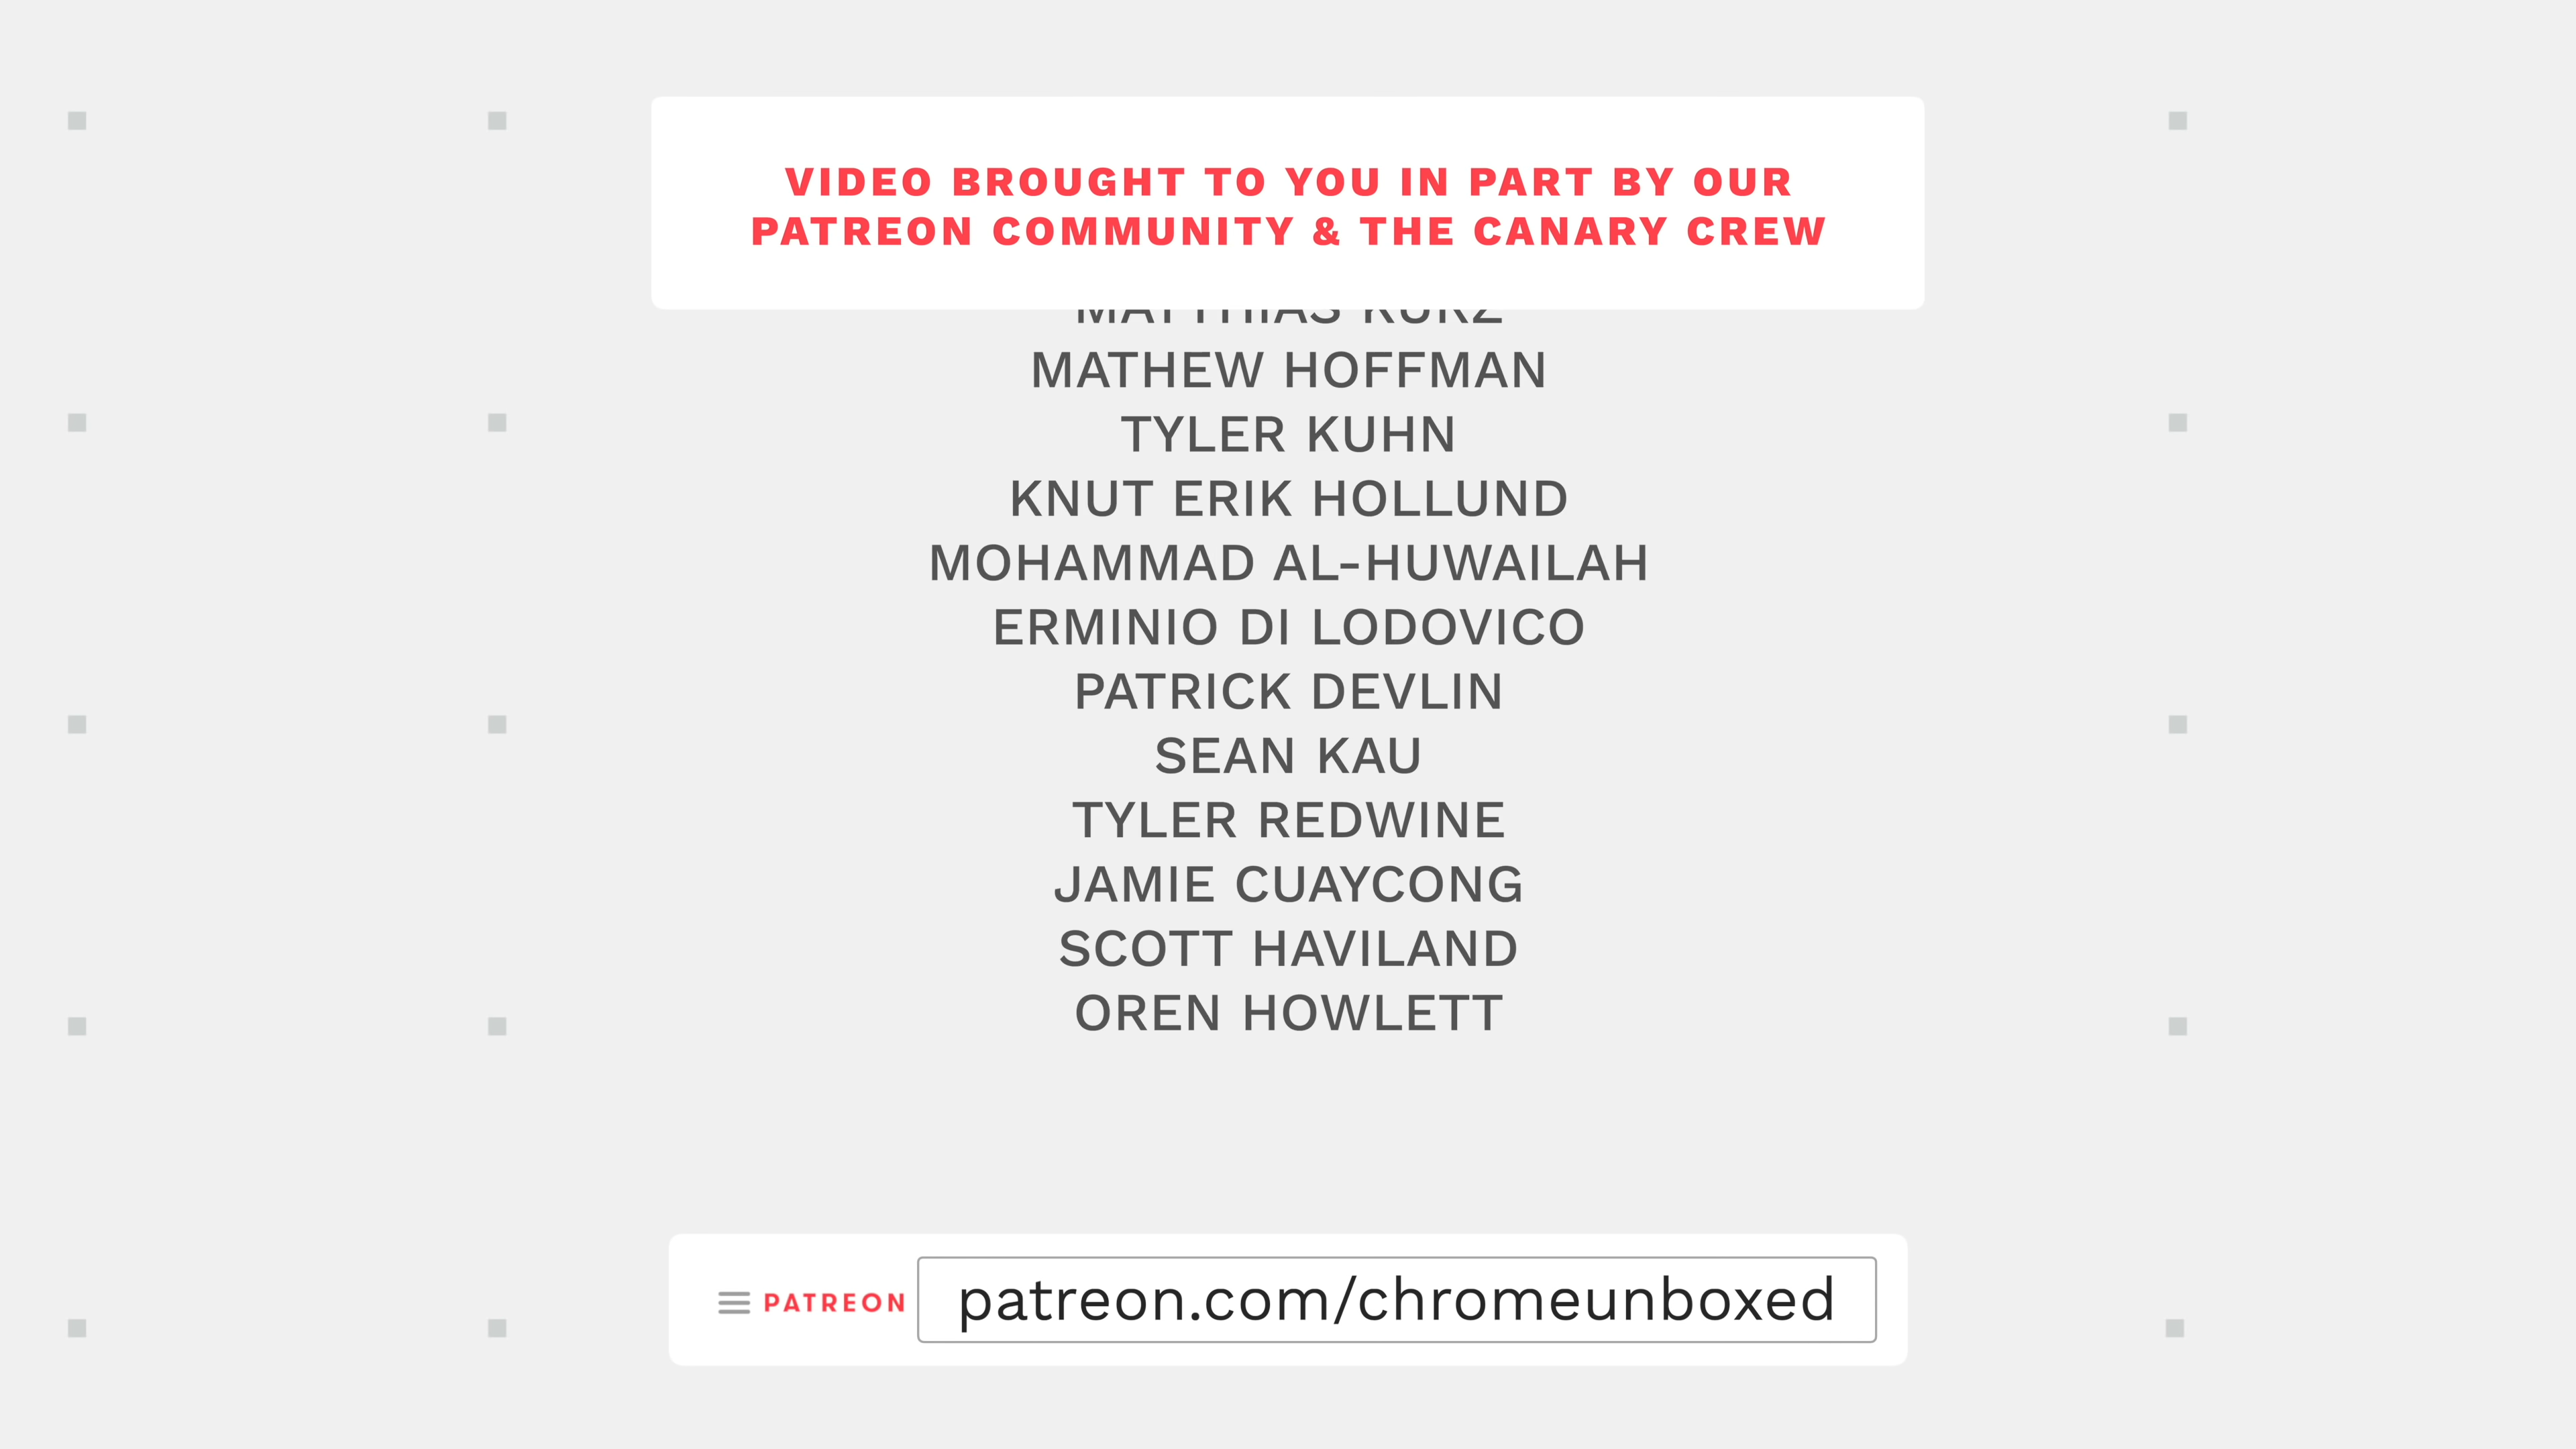 VIDEO BROUGHT TO YOU IN PART BY OUR
PATREON COMMUNITY & THE CANARY CREW
MATTHIAS KURZ
MATHEW HOFFMAN
TYLER KUHN
KNUT ERIK HOLLUND
MOHAMMAD AL-HUWAILAH
ERMINIO DI LODOVICO
PATRICK DEVLIN
SEAN KAU
TYLER REDWINE
JAMIE CUAYCONG
SCOTT HAVILAND
OREN HOWLETT
PATREON patreon.com/chromeunboxed